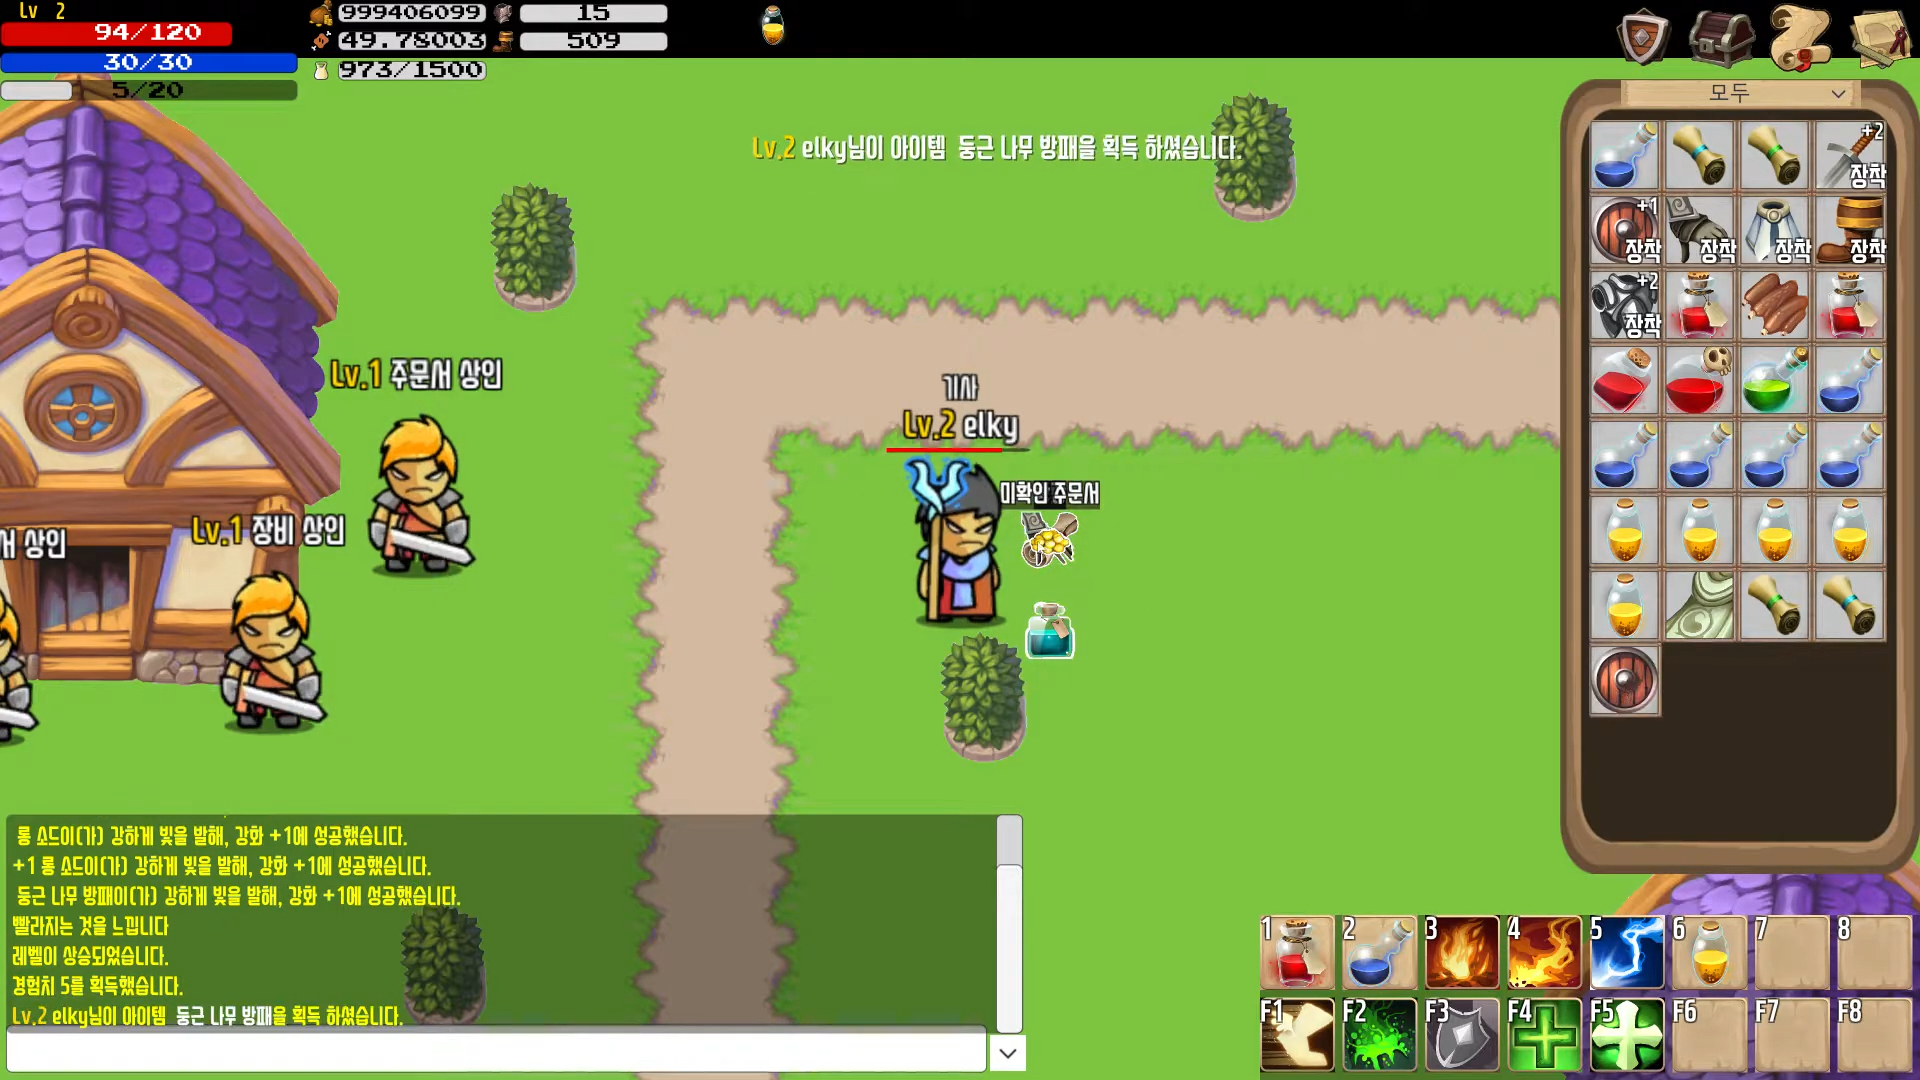 Lv 2
94/120
30/30
5/20
999406099
15
49.78003
509
973/1500
모두
+2
장착
+1
장착
장착
장착
장착
+2
장착
Lv.2 elky님이 아이템 둥근 나무 방패을 획득 하셨습니다.
Lv.1 주문서 상인
기사
Lv.2 elky
미확인 주문서
Lv.1 장비 상인
서 상인
롱 소드이(가) 강하게 빛을 발해, 강화 +1에 성공했습니다.
+1 롱 소드이(가) 강하게 빛을 발해, 강화 +1에 성공했습니다.
둥근 나무 방패이(가) 강하게 빛을 발해, 강화 +1에 성공했습니다.
빨라지는 것을 느낍니다
레벨이 상승되었습니다.
경험치 5를 획득했습니다.
Lv.2 elky님이 아이템 둥근 나무 방패을 획득 하셨습니다.
1 2 3 4 5 6 7 8
F1 F2 F3 F4 F5 F6 F7 F8